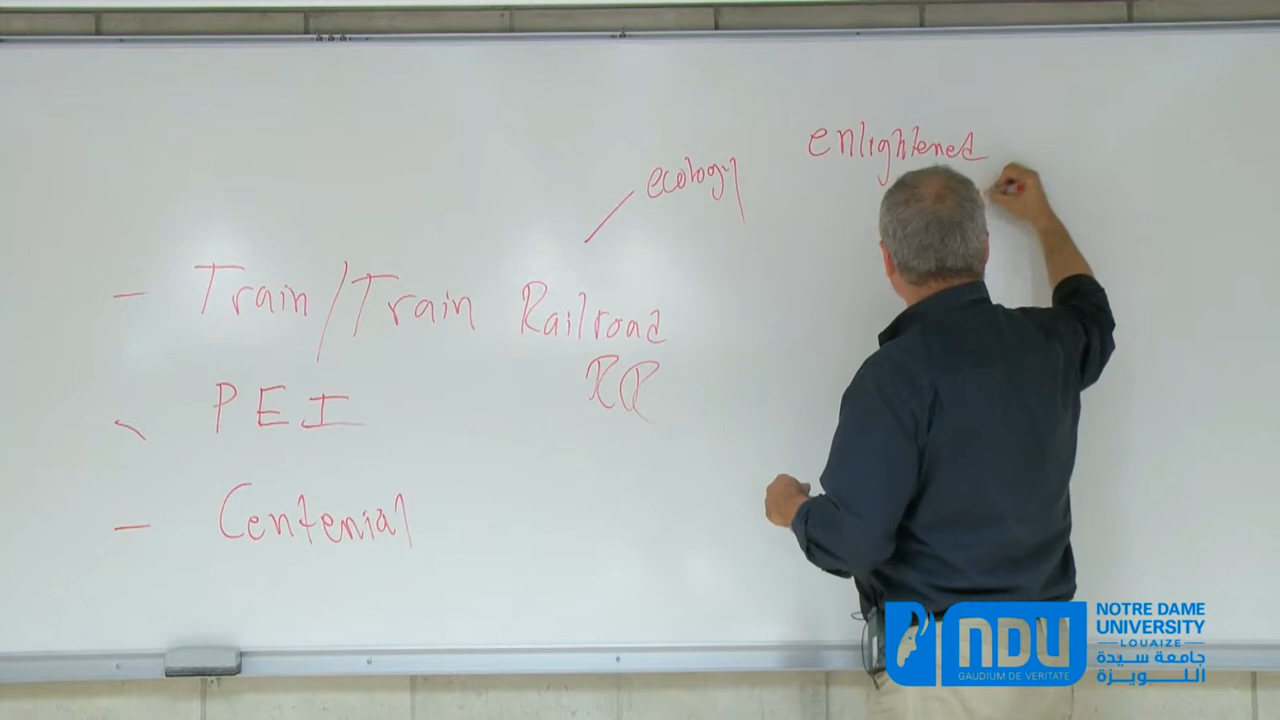 enlightened
ecology
- Train/Train Railroad
RR
PEI
- Centenial
NDU
GAUDIUM DE VERITATE
NOTRE DAME
UNIVERSITY
LOUAIZE
جامعة سيدة
اللويزة